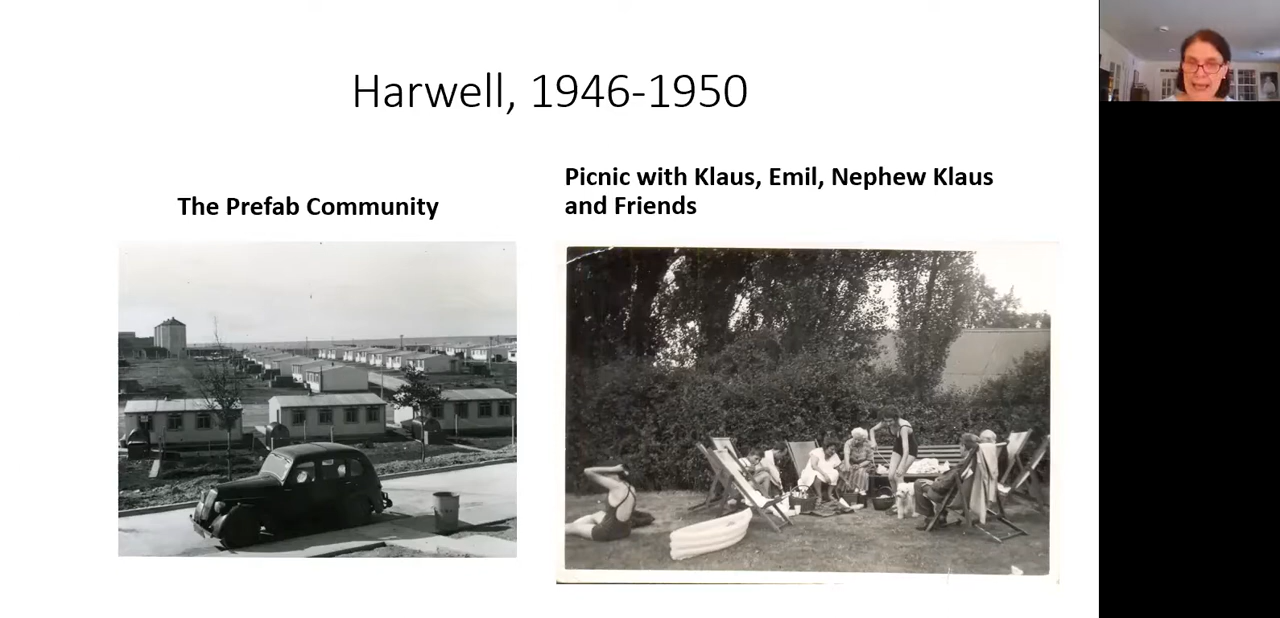 Harwell, 1946-1950
The Prefab Community
Picnic with Klaus, Emil, Nephew Klaus
and Friends